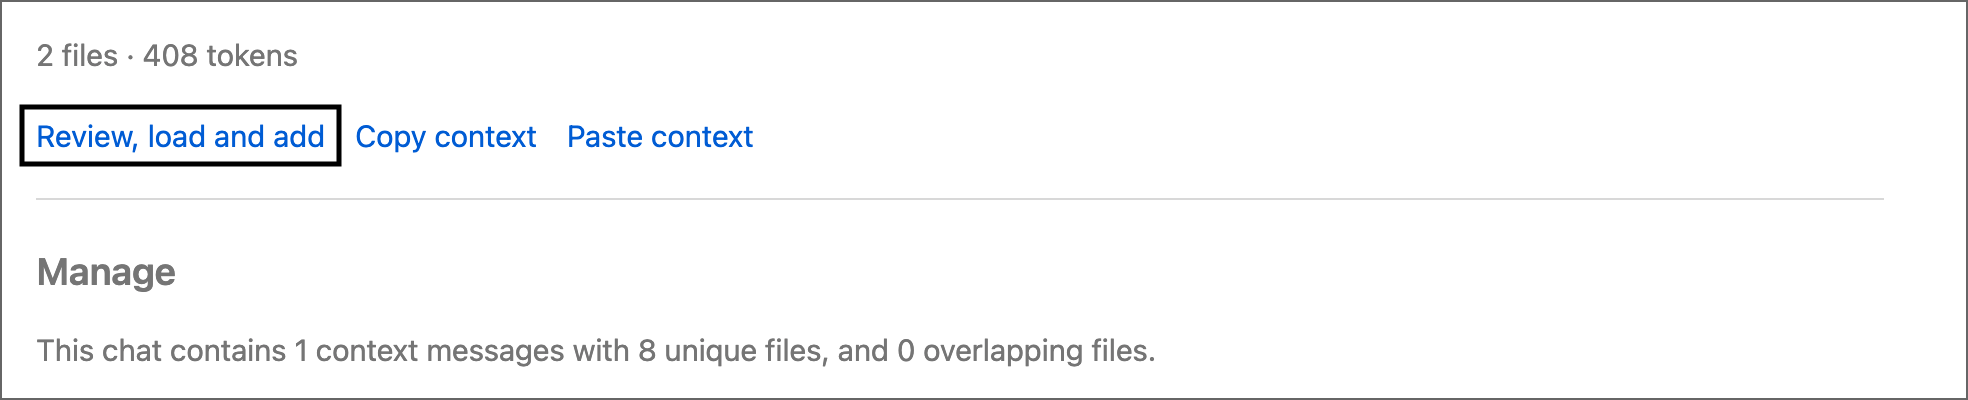 2 files · 408 tokens
Review, load and add Copy context Paste context
Manage
This chat contains 1 context messages with 8 unique files, and 0 overlapping files.